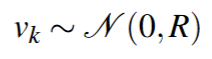 v_k ∼ 𝒩(0, R)